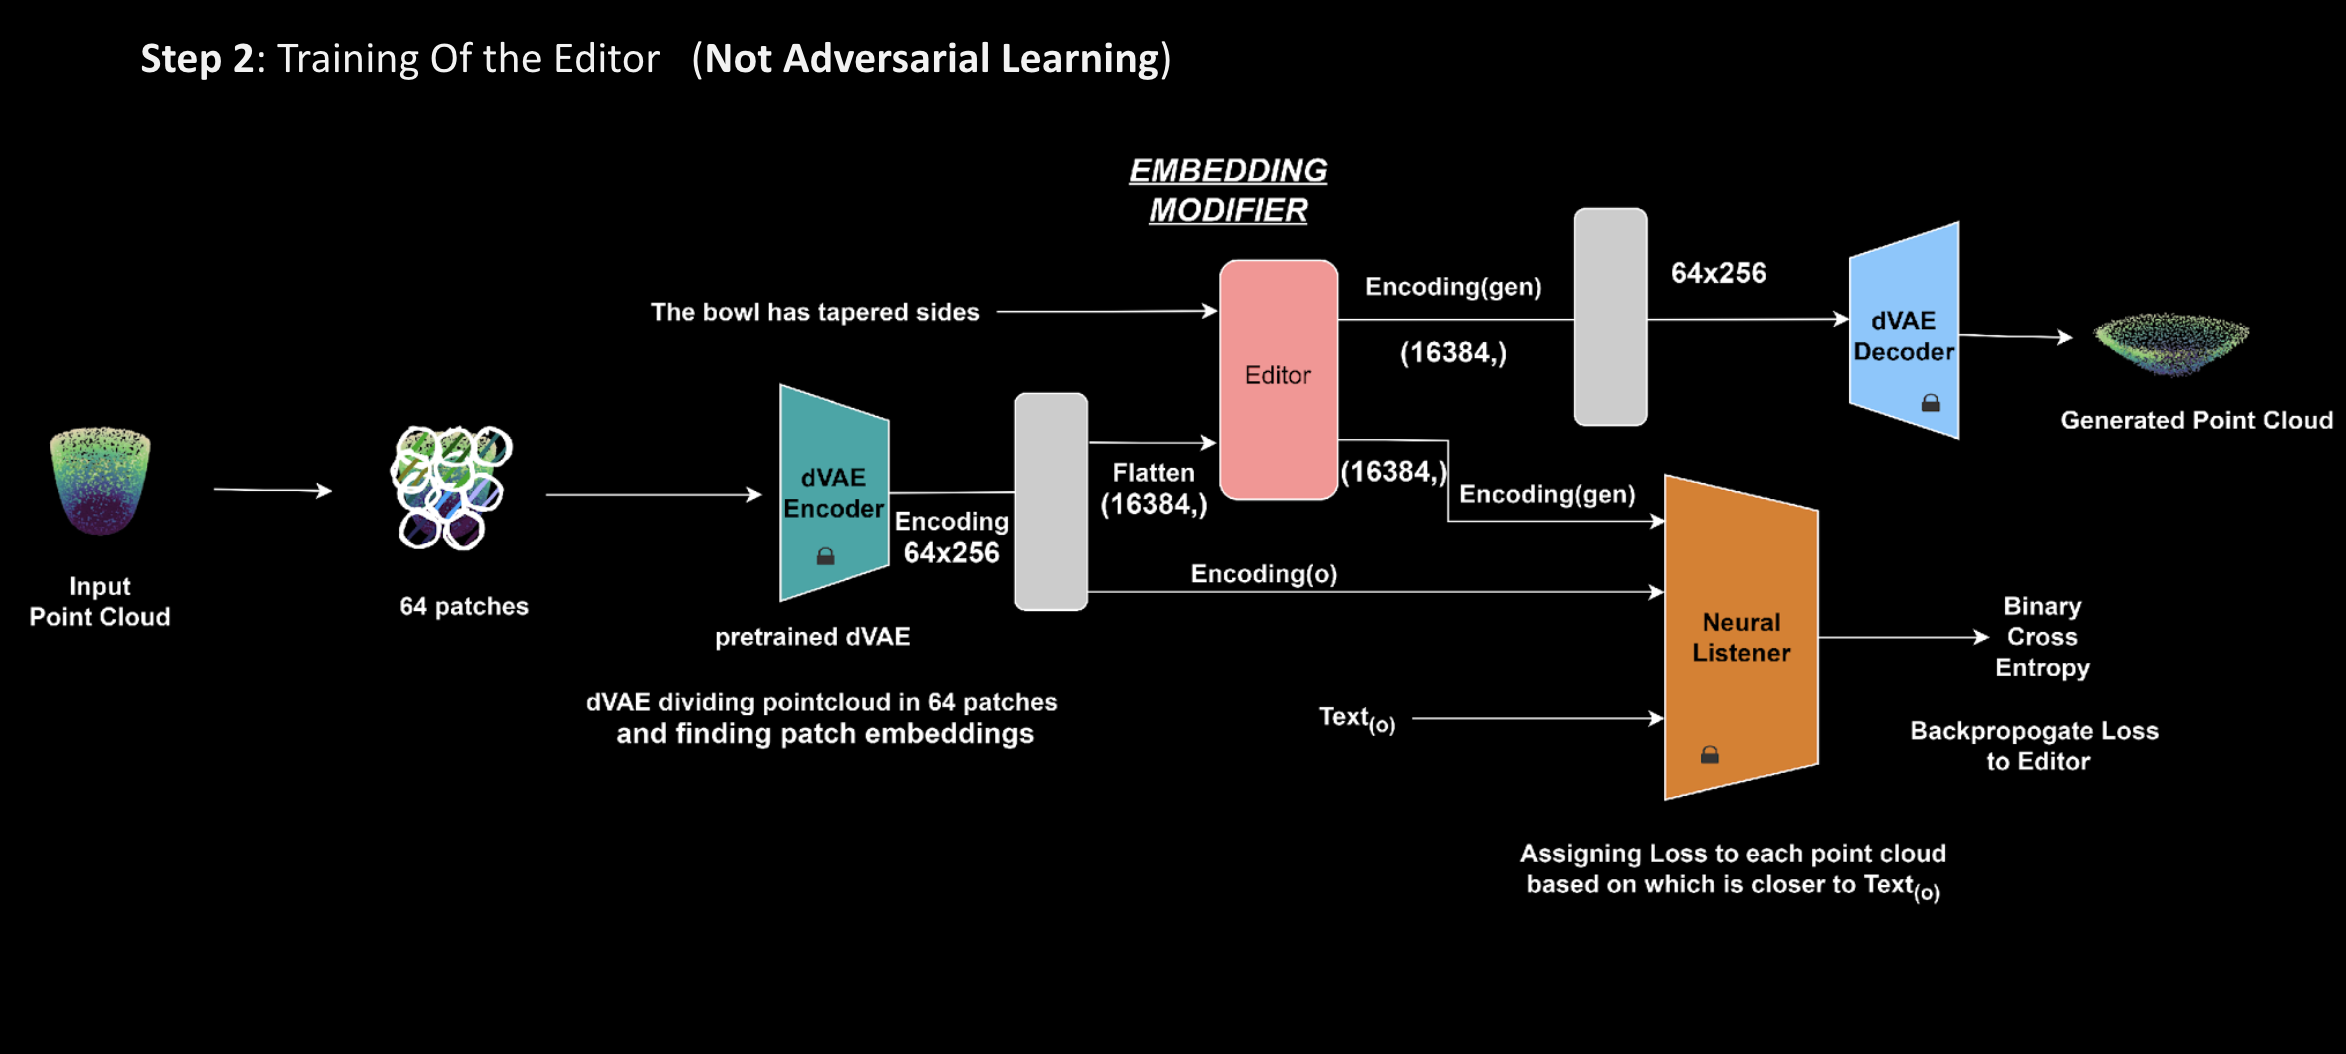 Step 2: Training Of the Editor (Not Adversarial Learning)
EMBEDDING
MODIFIER
The bowl has tapered sides
Editor
Encoding(gen)
(16384,)
64x256
dVAE
Decoder
Generated Point Cloud
Input
Point Cloud
64 patches
dVAE
Encoder
Encoding
64x256
pretrained dVAE
dVAE dividing pointcloud in 64 patches
and finding patch embeddings
Flatten
(16384,)
(16384,)
Encoding(gen)
Encoding(o)
Text(o)
Neural
Listener
Binary
Cross
Entropy
Backpropogate Loss
to Editor
Assigning Loss to each point cloud
based on which is closer to Text(o)